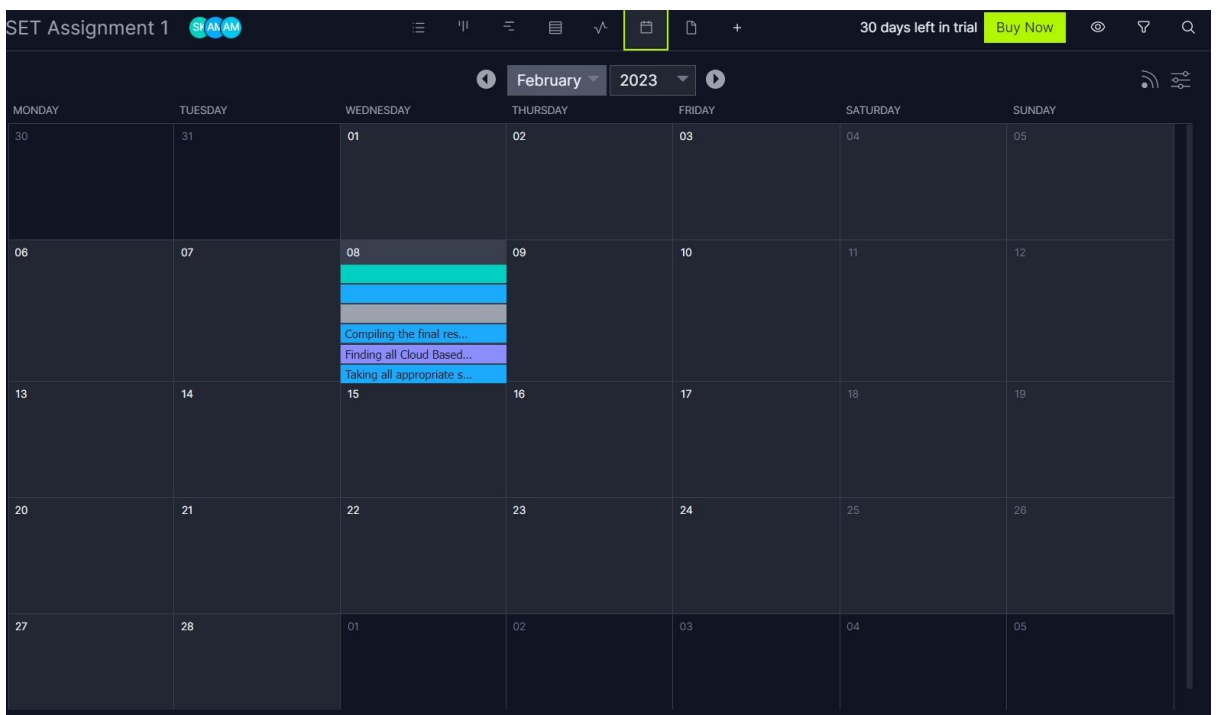 SET Assignment 1 SK AM AM 30 days left in trial Buy Now
February 2023
MONDAY TUESDAY WEDNESDAY THURSDAY FRIDAY SATURDAY SUNDAY
30 31 01 02 03 04 05
06 07 08 09 10 11 12
Compiling the final res...
Finding all Cloud Based...
Taking all appropriate s...
13 14 15 16 17 18 19
20 21 22 23 24 25 26
27 28 01 02 03 04 05